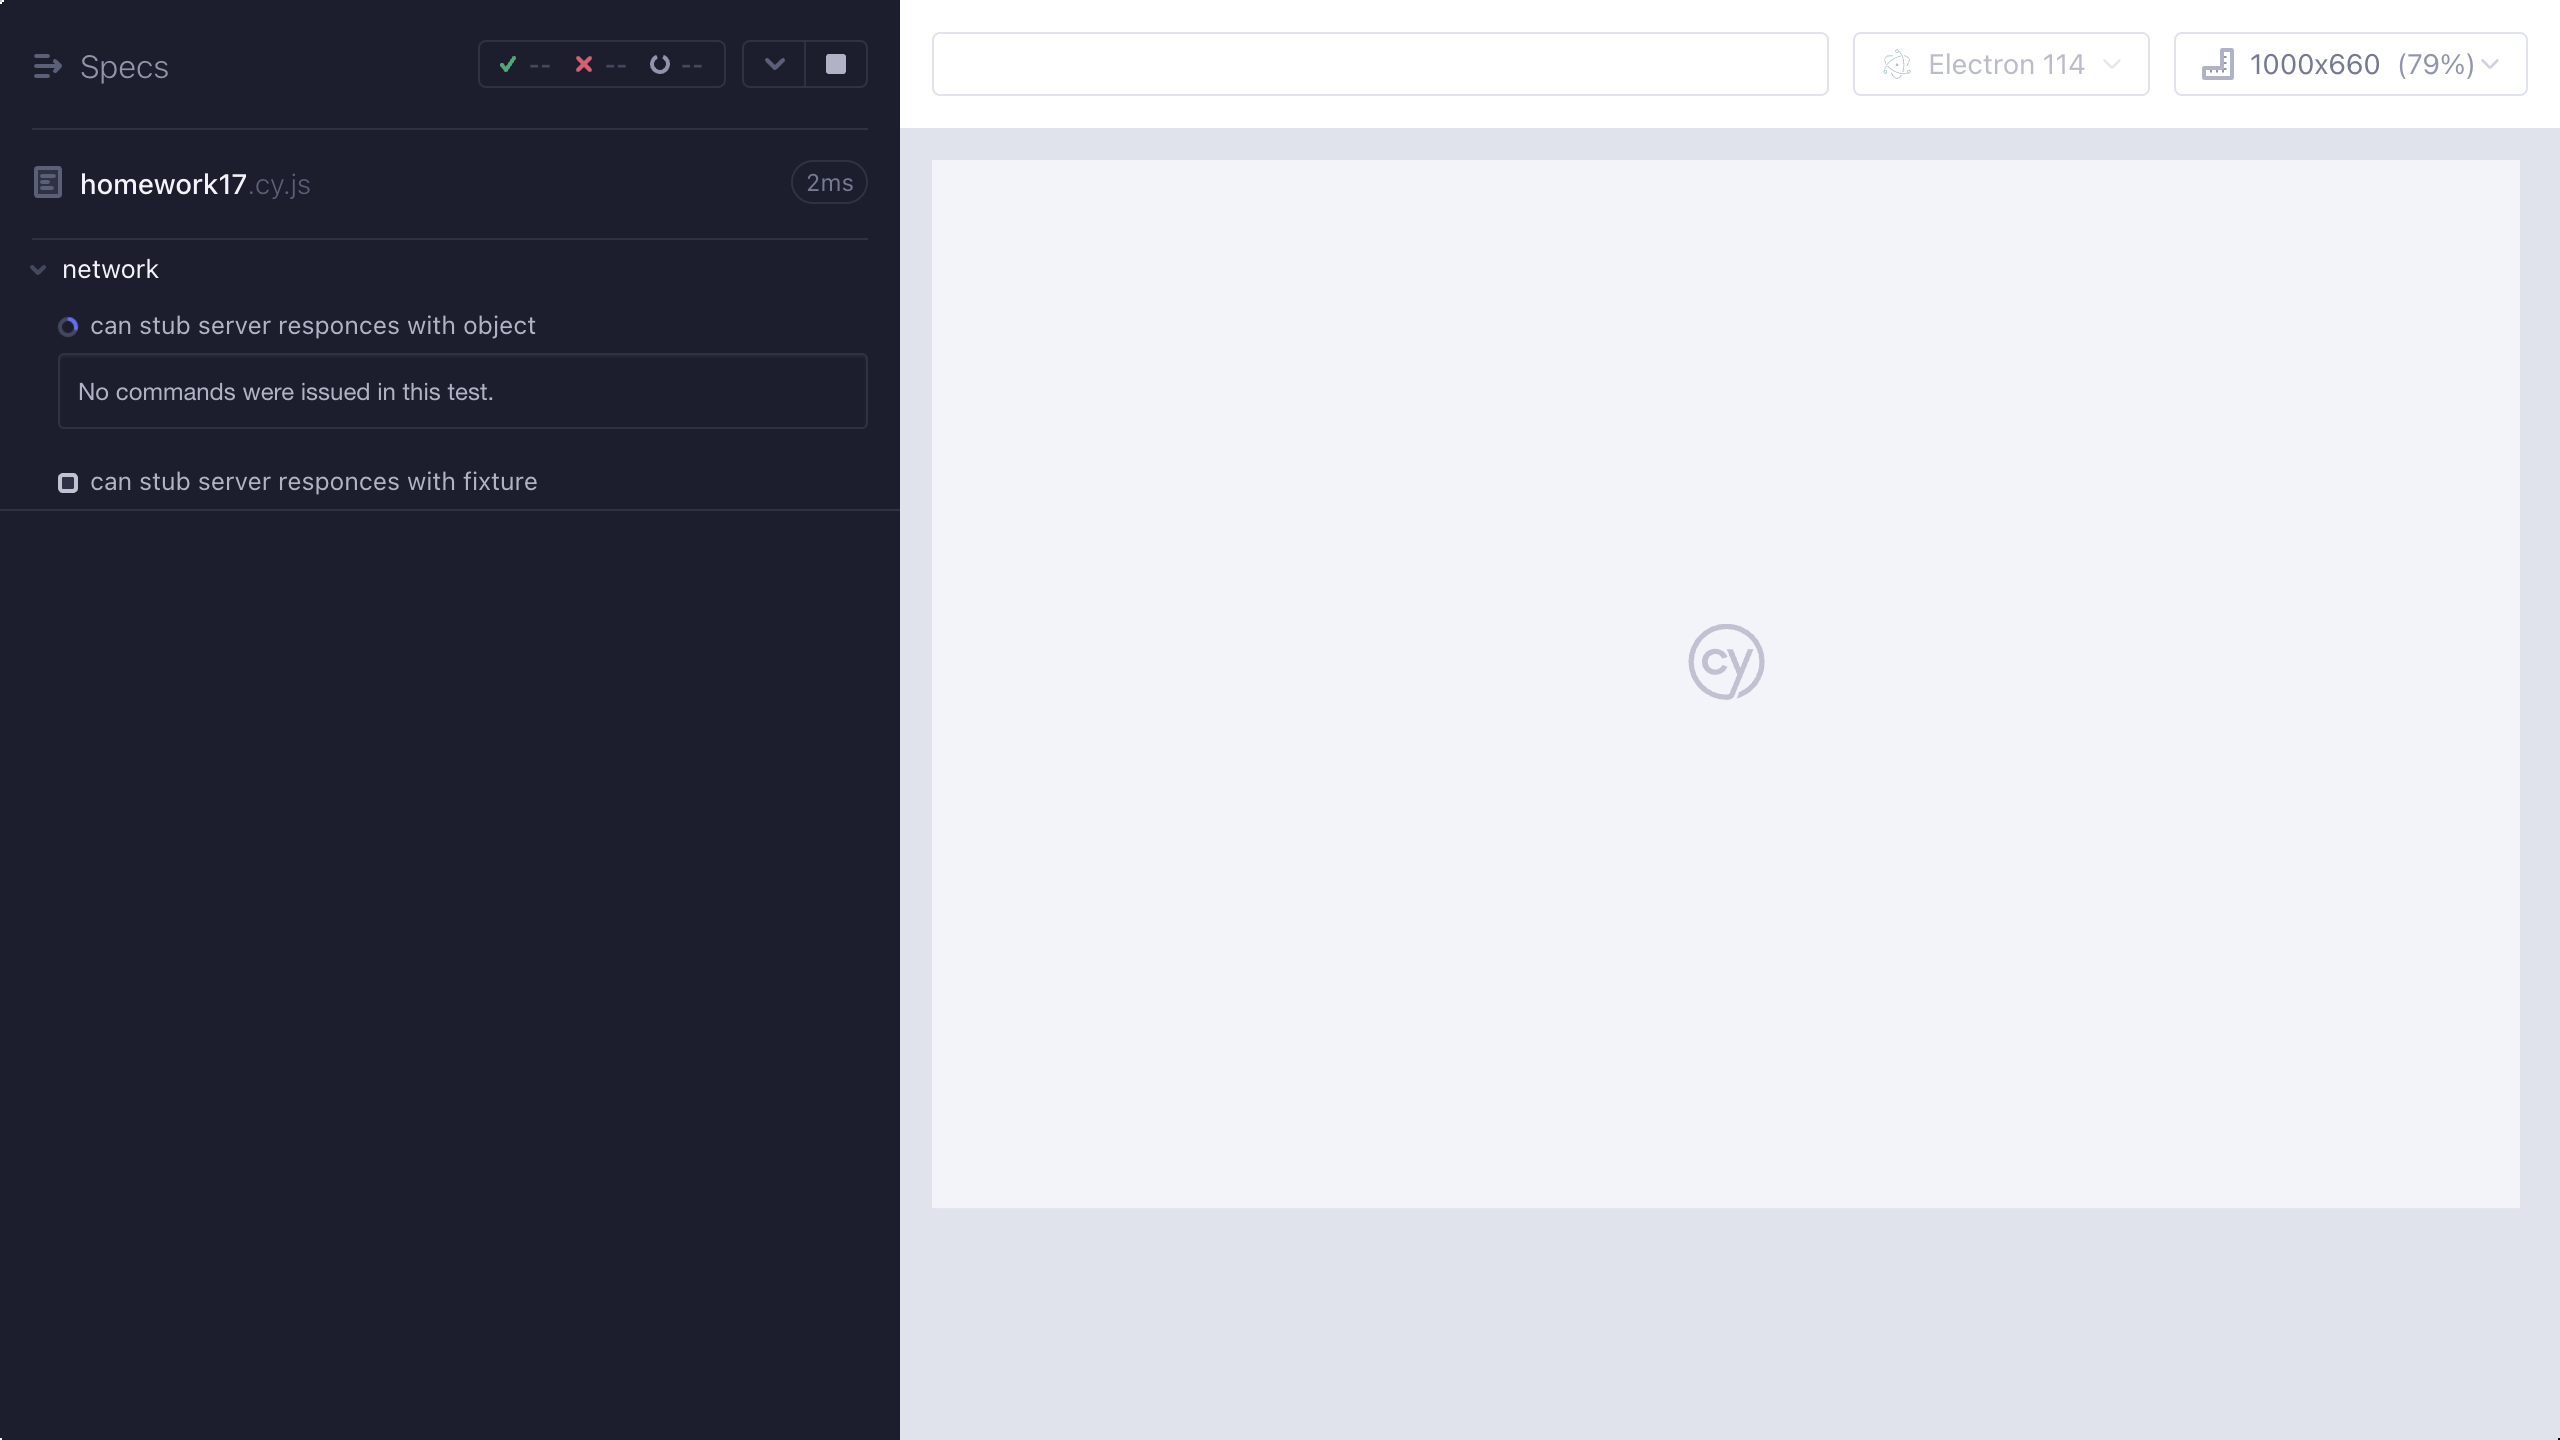 Specs
-- -- --
Electron 114
1000x660 (79%)
homework17.cy.js
2ms
network
can stub server responces with object
No commands were issued in this test.
can stub server responces with fixture
cy